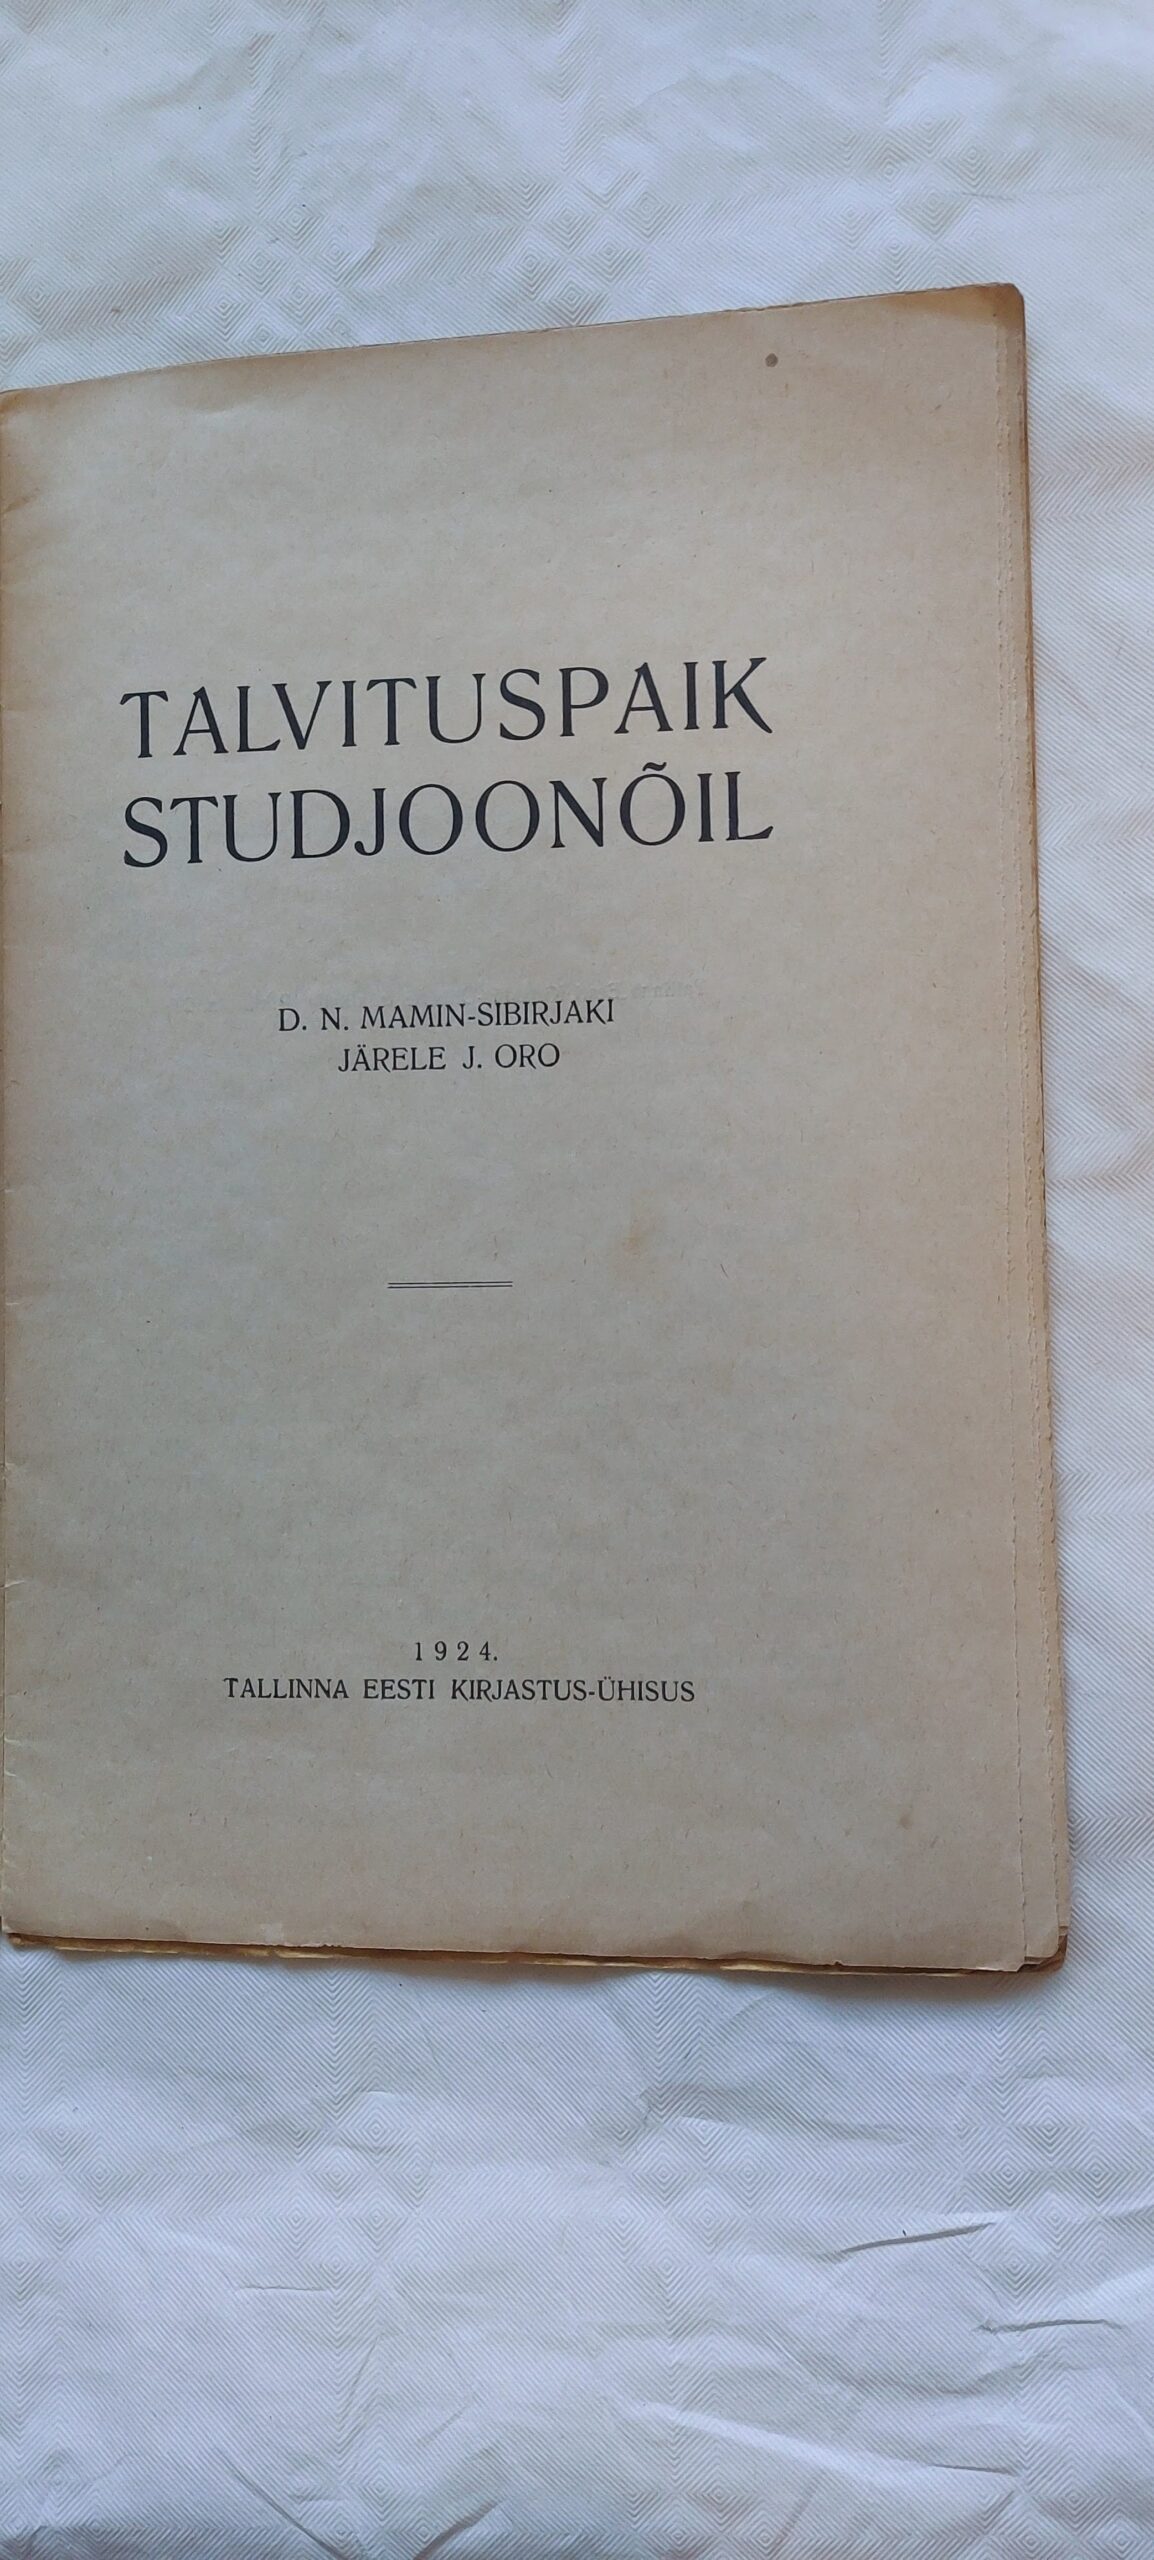 TALVITUSPAIK
STUDJOONÕIL
D. N. MAMIN-SIBIRJAKI
JÄRELE J. ORO
1924.
TALLINNA EESTI KIRJASTUS-ÜHISUS